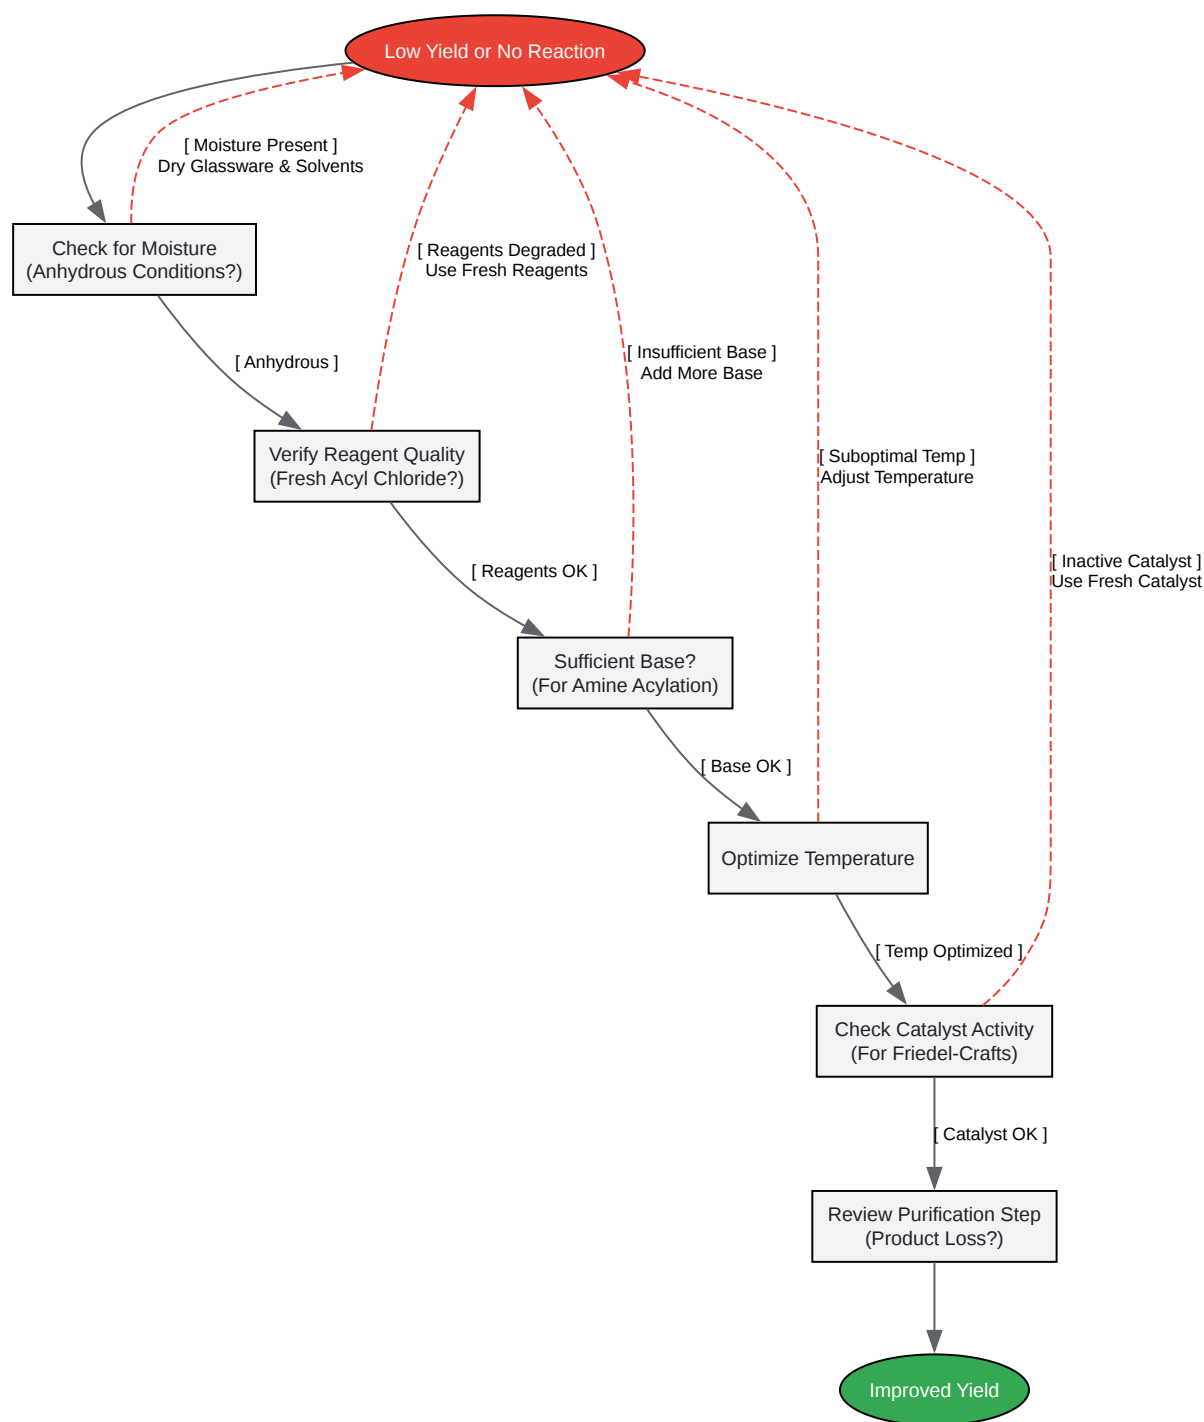 Low Yield or No Reaction
[ Moisture Present ]
Dry Glassware & Solvents
Check for Moisture
(Anhydrous Conditions?)
[ Reagents Degraded ]
Use Fresh Reagents
[ Anhydrous ]
[ Insufficient Base ]
Add More Base
Verify Reagent Quality
(Fresh Acyl Chloride?)
[ Suboptimal Temp ]
Adjust Temperature
[ Reagents OK ]
[ Inactive Catalyst ]
Use Fresh Catalyst
Sufficient Base?
(For Amine Acylation)
[ Base OK ]
Optimize Temperature
[ Temp Optimized ]
Check Catalyst Activity
(For Friedel-Crafts)
[ Catalyst OK ]
Review Purification Step
(Product Loss?)
Improved Yield